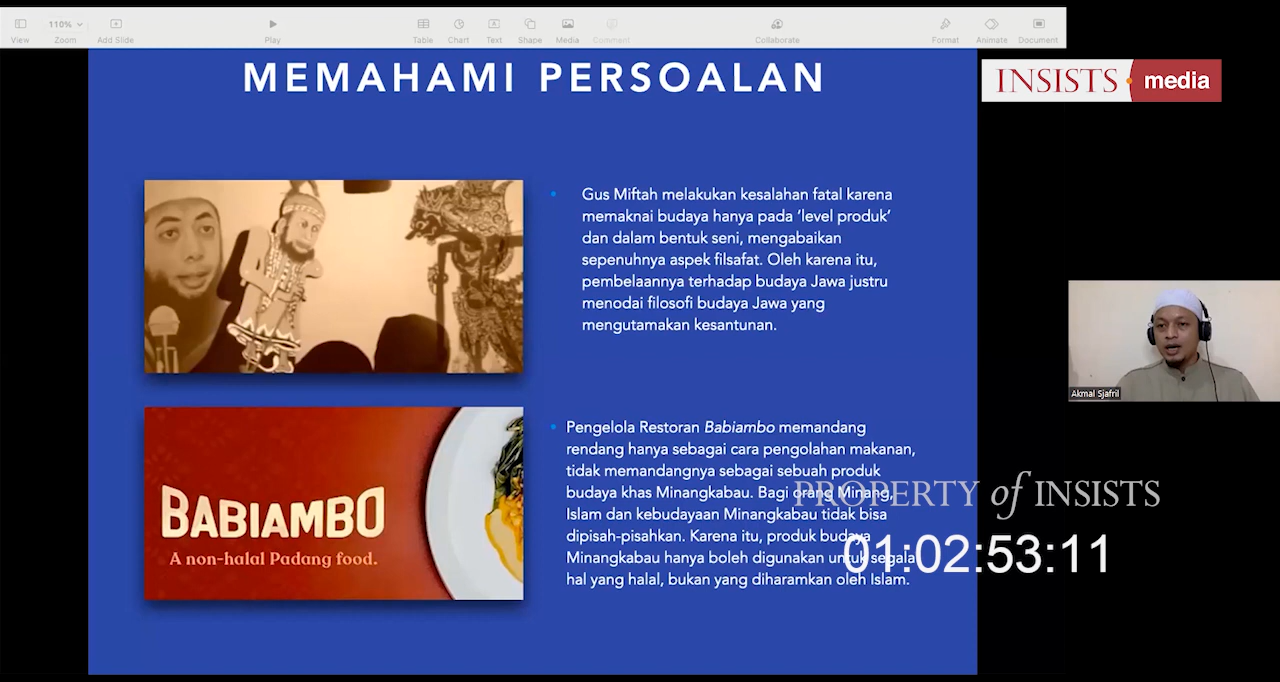 110%
View
Zoom
Add Slide
Play
Table
Chart
Text
Shape
Media
Comment
Collaborate
Format
Animate
Document
MEMAHAMI PERSOALAN
INSISTS media
Gus Miftah melakukan kesalahan fatal karena
memaknai budaya hanya pada ‘level produk’
dan dalam bentuk seni, mengabaikan
sepenuhnya aspek filsafat. Oleh karena itu,
pembelaannya terhadap budaya Jawa justru
menodai filosofi budaya Jawa yang
mengutamakan kesantunan.
Akmal Sjafril
BABIAMBO
A non-halal Padang food.
Pengelola Restoran Babiambo memandang
rendang hanya sebagai cara pengolahan makanan,
tidak memandangnya sebagai sebuah produk
budaya khas Minangkabau. Bagi orang Minang,
Islam dan kebudayaan Minangkabau tidak bisa
dipisah-pisahkan. Karena itu, produk budaya
Minangkabau hanya boleh digunakan untuk segala
hal yang halal, bukan yang diharamkan oleh Islam.
PROPERTY of INSISTS
01:02:53:11